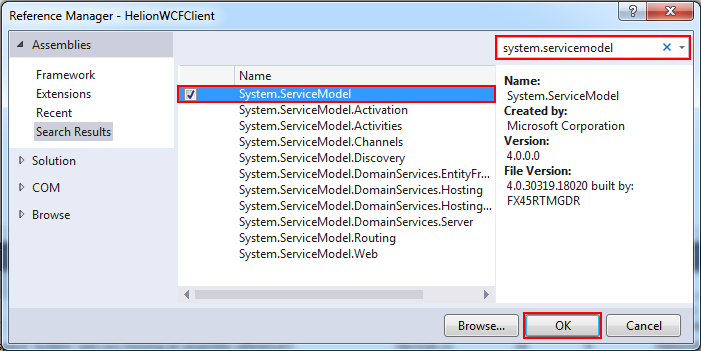 Reference Manager - HelionWCFClient
Assemblies
Framework
Extensions
Recent
Search Results
Solution
COM
Browse
system.servicemodel
Name
System.ServiceModel
System.ServiceModel.Activation
System.ServiceModel.Activities
System.ServiceModel.Channels
System.ServiceModel.Discovery
System.ServiceModel.DomainServices.EntityFr...
System.ServiceModel.DomainServices.Hosting
System.ServiceModel.DomainServices.Hosting...
System.ServiceModel.DomainServices.Server
System.ServiceModel.Routing
System.ServiceModel.Web
Name:
System.ServiceModel
Created by:
Microsoft Corporation
Version:
4.0.0.0
File Version:
4.0.30319.18020 built by:
FX45RTMGDR
Browse... OK Cancel